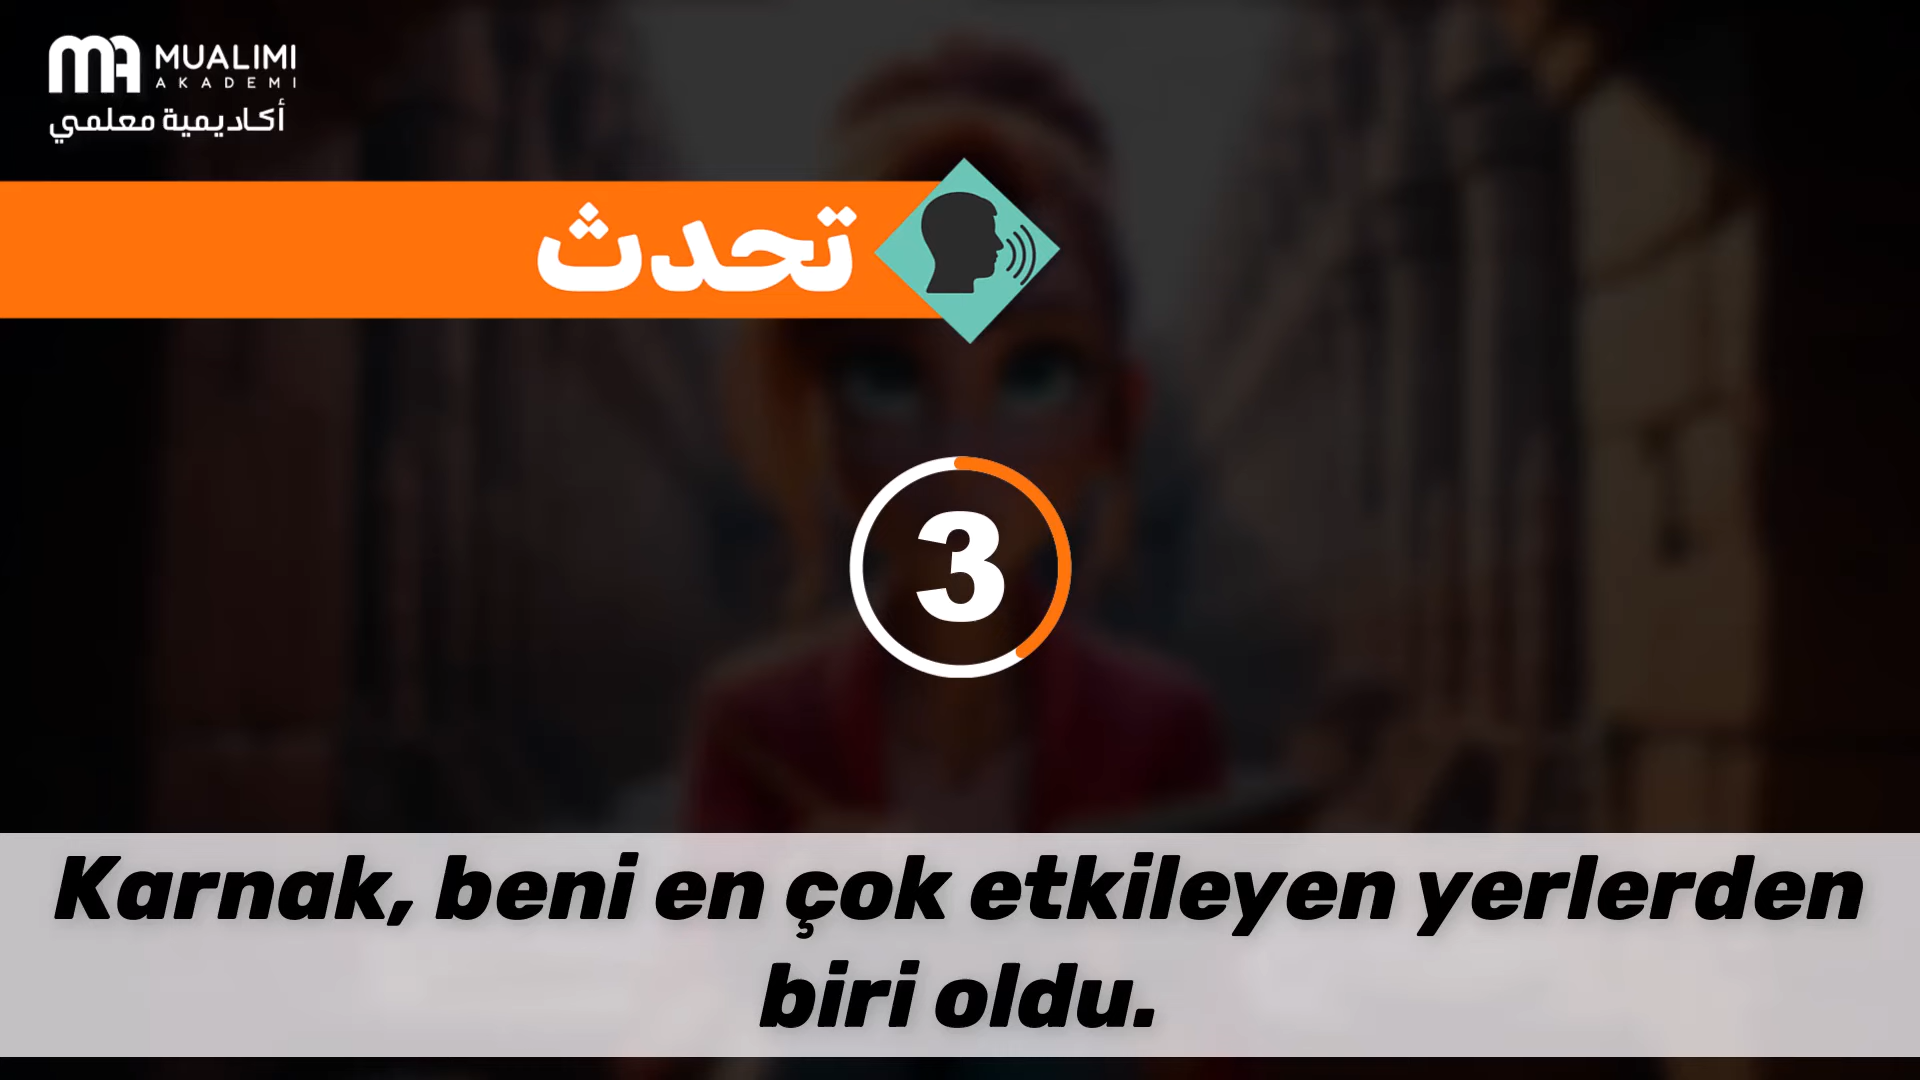 MUALIMI
AKADEMI
أكاديمية معلمي
تحدث
3
Karnak, beni en çok etkileyen yerlerden
biri oldu.